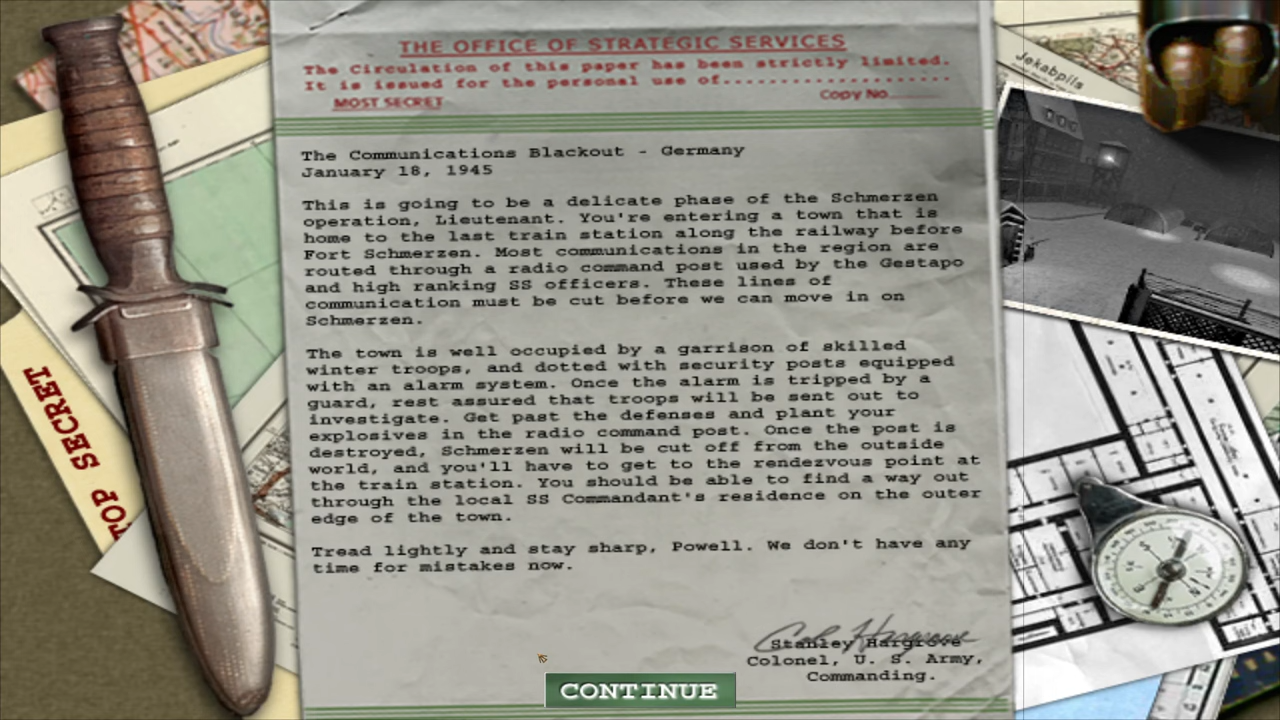 THE OFFICE OF STRATEGIC SERVICES
The Circulation of this paper has been strictly limited.
It is issued for the personal use of.....................
MOST SECRET
Copy No......
The Communications Blackout - Germany
January 18, 1945
This is going to be a delicate phase of the Schmerzen
operation, Lieutenant. You're entering a town that is
home to the last train station along the railway before
Fort Schmerzen. Most communications in the region are
routed through a radio command post used by the Gestapo
and high ranking SS officers. These lines of
communication must be cut before we can move in on
Schmerzen.
The town is well occupied by a garrison of skilled
winter troops, and dotted with security posts equipped
with an alarm system. Once the alarm is tripped by a
guard, rest assured that troops will be sent out to
investigate. Get past the defenses and plant your
explosives in the radio command post. Once the post is
destroyed, Schmerzen will be cut off from the outside
world, and you'll have to get to the rendezvous point at
the train station. You should be able to find a way out
through the local SS Commandant's residence on the outer
edge of the town.
Tread lightly and stay sharp, Powell. We don't have any
time for mistakes now.
Col. Hargrove
Stanley Hargrove
Colonel, U. S. Army,
Commanding.
CONTINUE
TOP SECRET
Jekabpils